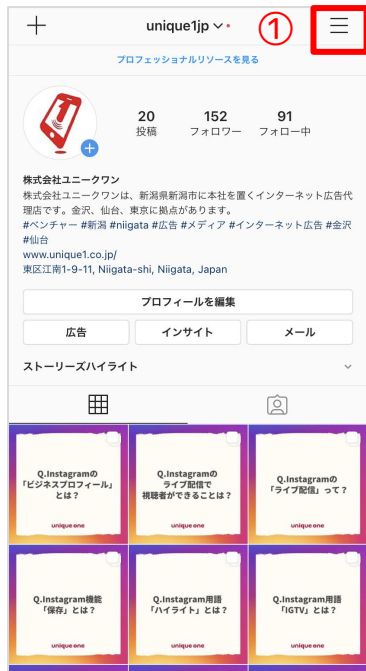 unique1jp
①
プロフェッショナルリソースを見る
20 152 91
投稿 フォロワー フォロー中
株式会社ユニークワン
株式会社ユニークワンは、新潟県新潟市に本社を置くインターネット広告代
理店です。金沢、仙台、東京に拠点があります。
#ベンチャー #新潟 #niigata #広告 #メディア #インターネット広告 #金沢
#仙台
www.unique1.co.jp/
東区江南1-9-11, Niigata-shi, Niigata, Japan
プロフィールを編集
広告 インサイト メール
ストーリーズハイライト
Q.Instagramの
「ビジネスプロフィール」
とは？
unique one
Q.Instagramの
ライブ配信で
視聴者ができることは？
unique one
Q.Instagramの
「ライブ配信」って？
unique one
Q.Instagram機能
「保存」とは？
unique one
Q.Instagram用語
「ハイライト」とは？
unique one
Q.Instagram用語
「IGTV」とは？
unique one